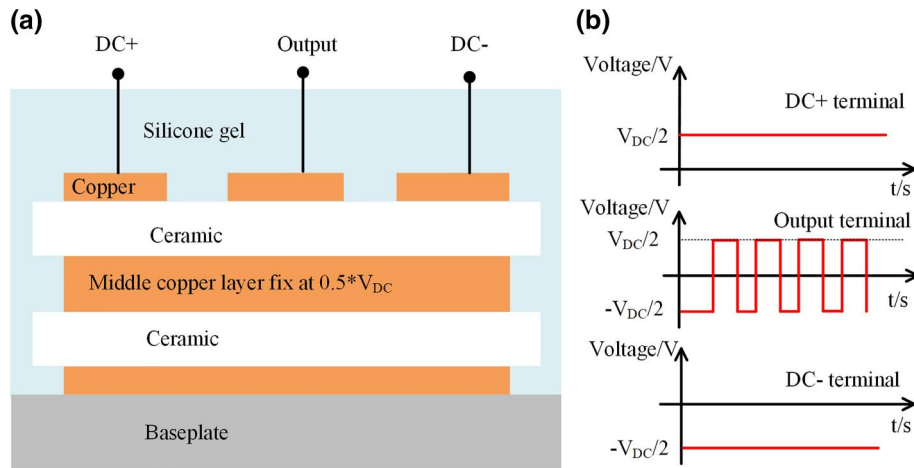 (a)
DC+
Output
DC-
Silicone gel
Copper
Ceramic
Middle copper layer fix at 0.5*VDC
Ceramic
Baseplate
(b)
Voltage/V
DC+ terminal
VDC/2
t/s
Voltage/V
Output terminal
VDC/2
t/s
-VDC/2
Voltage/V
DC- terminal
t/s
-VDC/2